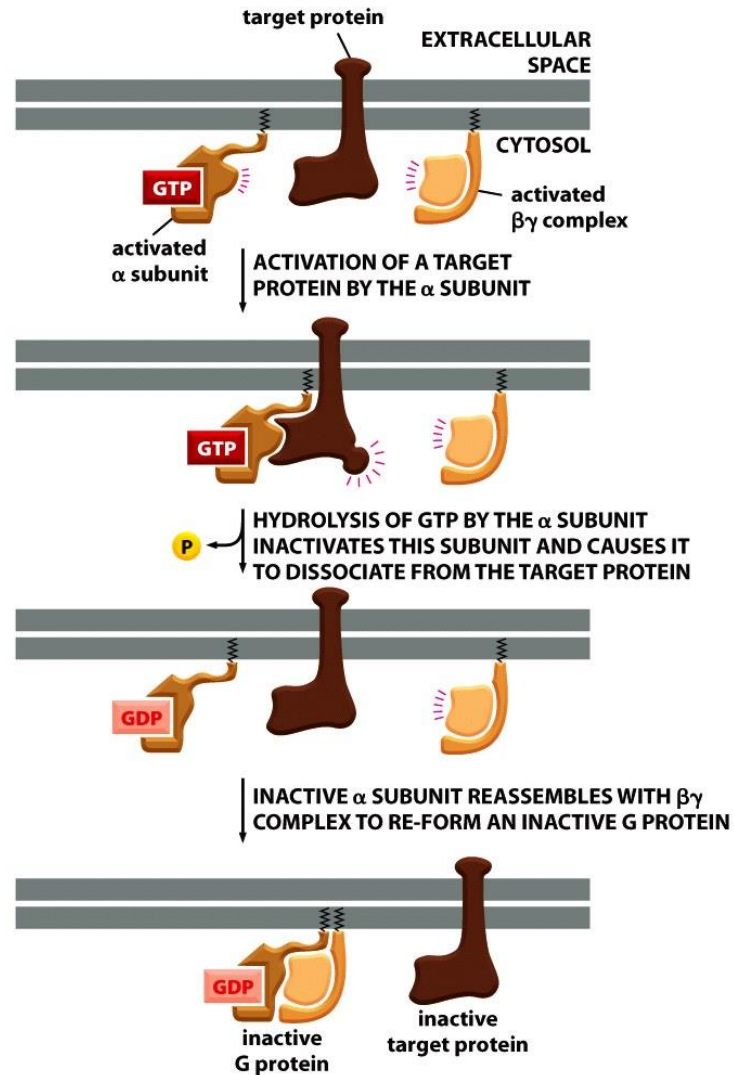 target protein
EXTRACELLULAR
SPACE
CYTOSOL
GTP
activated
α subunit
activated
βγ complex
ACTIVATION OF A TARGET
PROTEIN BY THE α SUBUNIT
GTP
P
HYDROLYSIS OF GTP BY THE α SUBUNIT
INACTIVATES THIS SUBUNIT AND CAUSES IT
TO DISSOCIATE FROM THE TARGET PROTEIN
GDP
INACTIVE α SUBUNIT REASSEMBLES WITH βγ
COMPLEX TO RE-FORM AN INACTIVE G PROTEIN
GDP
inactive
G protein
inactive
target protein